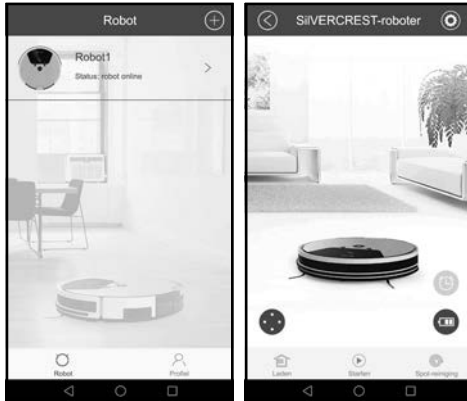 Robot
Robot1
Status: robot online
Robot
Profiel
SilVERCREST-roboter
Laden
Starten
Spot-reiniging